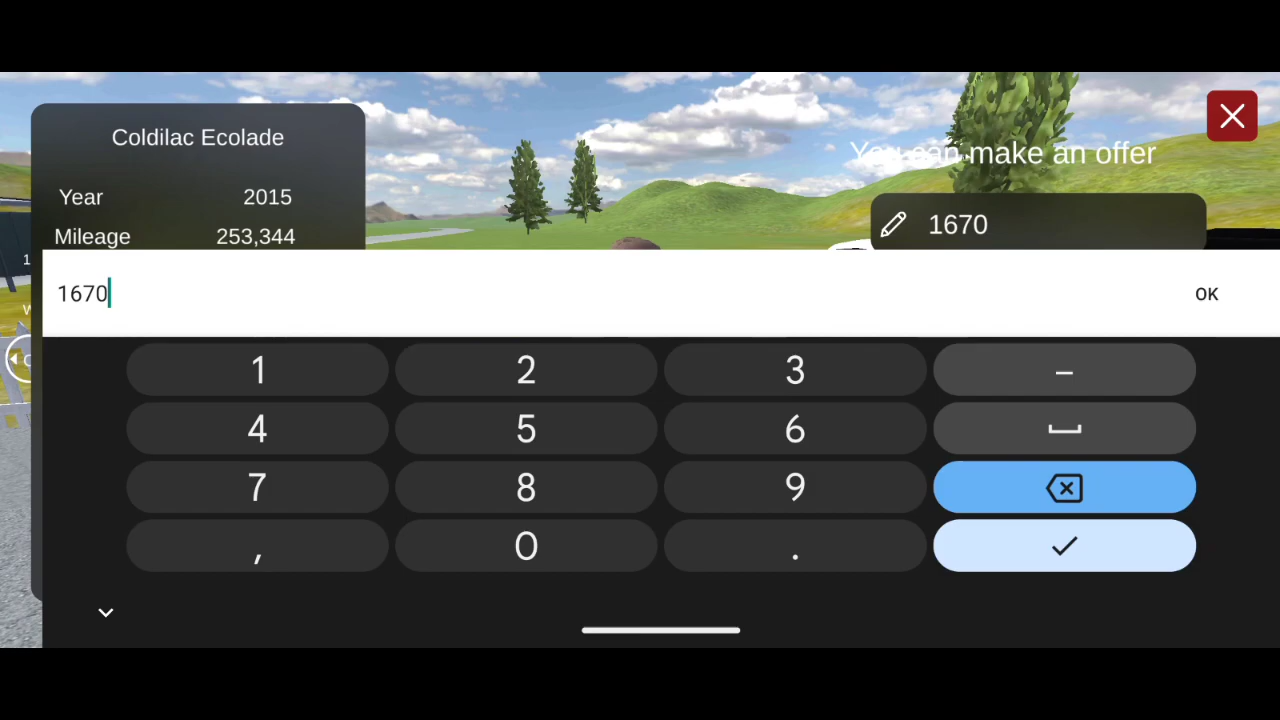 Coldilac Ecolade
You can make an offer
Year 2015
1670
Mileage 253,344
1670
OK
1 2 3 –
4 5 6
7 8 9
, 0 .